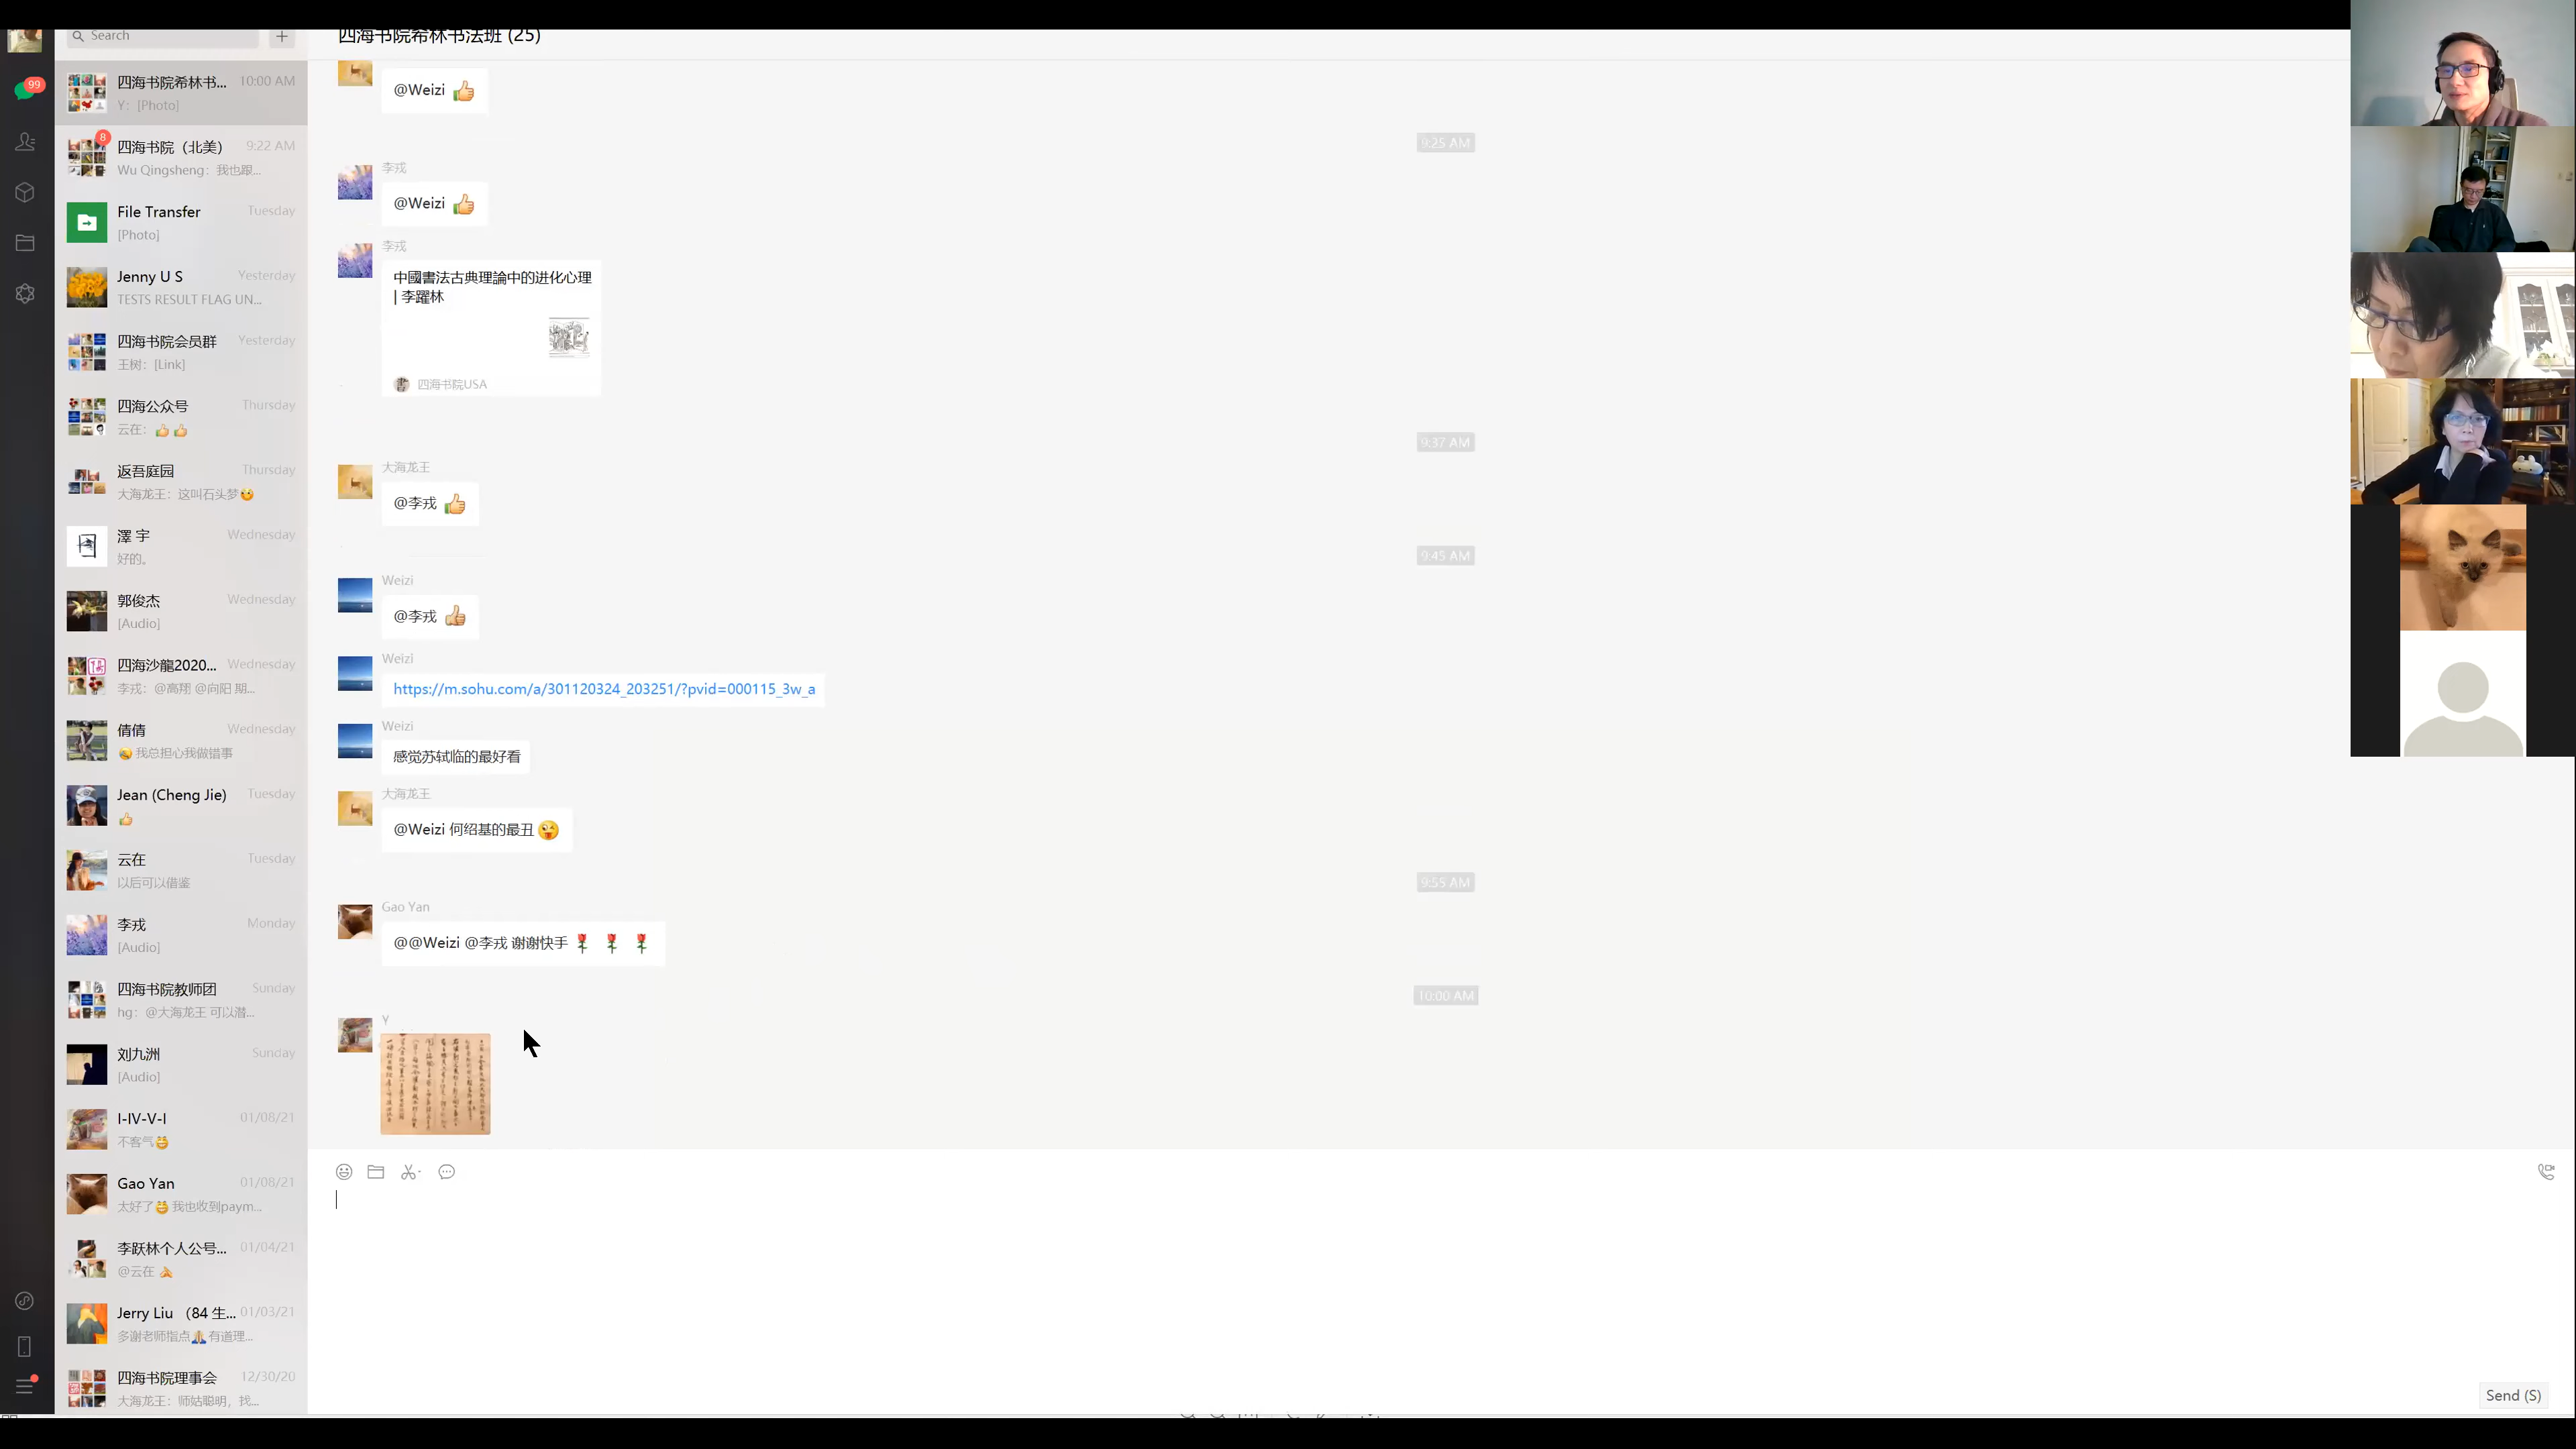 Search
四海书院希林书法班 (25)
99
四海书院希林书...
10:00 AM
Y: [Photo]
8
四海书院（北美）
9:22 AM
Wu Qingsheng: 我也跟...
File Transfer
Tuesday
[Photo]
Jenny U S
Yesterday
TESTS RESULT FLAG UN...
四海书院会员群
Yesterday
王树: [Link]
四海公众号
Thursday
云在:
返吾庭园
Thursday
大海龙王: 这叫石头梦
澤 宇
Wednesday
好的。
郭俊杰
Wednesday
[Audio]
四海沙龍2020...
Wednesday
李戎: @高翔 @向阳 期...
倩倩
Wednesday
我总担心我做错事
Jean (Cheng Jie)
Tuesday
云在
Tuesday
以后可以借鉴
李戎
Monday
[Audio]
四海书院教师团
Sunday
hg: @大海龙王 可以潜...
刘九洲
Sunday
[Audio]
I-IV-V-I
01/08/21
不客气
Gao Yan
01/08/21
太好了 我也收到paym...
李跃林个人公号...
01/04/21
@云在
Jerry Liu （84 生...
01/03/21
多谢老师指点 有道理...
四海书院理事会
12/30/20
大海龙王: 师姑聪明，找...
@Weizi
9:25 AM
李戎
@Weizi
李戎
中國書法古典理論中的进化心理
| 李躍林
四海书院USA
9:37 AM
大海龙王
@李戎
9:45 AM
Weizi
@李戎
Weizi
https://m.sohu.com/a/301120324_203251/?pvid=000115_3w_a
Weizi
感觉苏轼临的最好看
大海龙王
@Weizi 何绍基的最丑
9:55 AM
Gao Yan
@@Weizi @李戎 谢谢快手
10:00 AM
Y
Send (S)